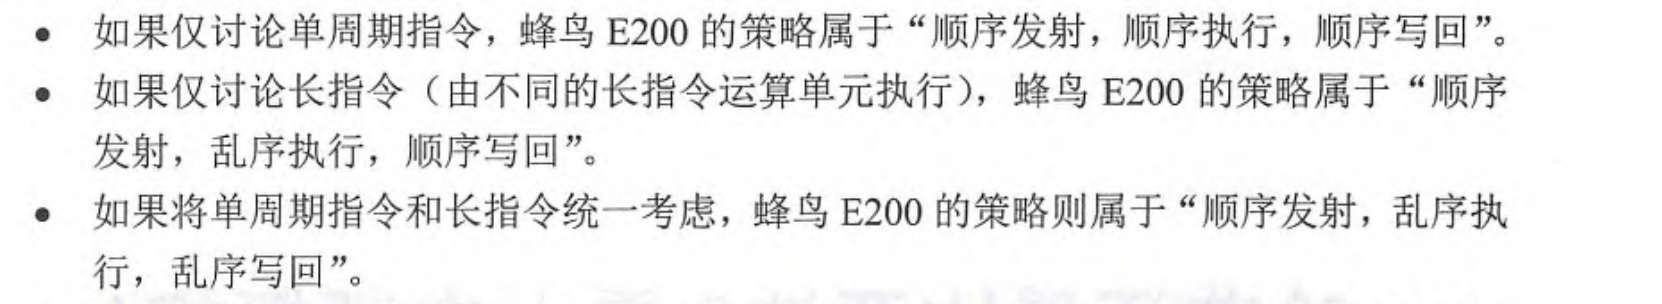 • 如果仅讨论单周期指令，蜂鸟 E200 的策略属于“顺序发射，顺序执行，顺序写回”。
• 如果仅讨论长指令（由不同的长指令运算单元执行），蜂鸟 E200 的策略属于“顺序
发射，乱序执行，顺序写回”。
• 如果将单周期指令和长指令统一考虑，蜂鸟 E200 的策略则属于“顺序发射，乱序执
行，乱序写回”。